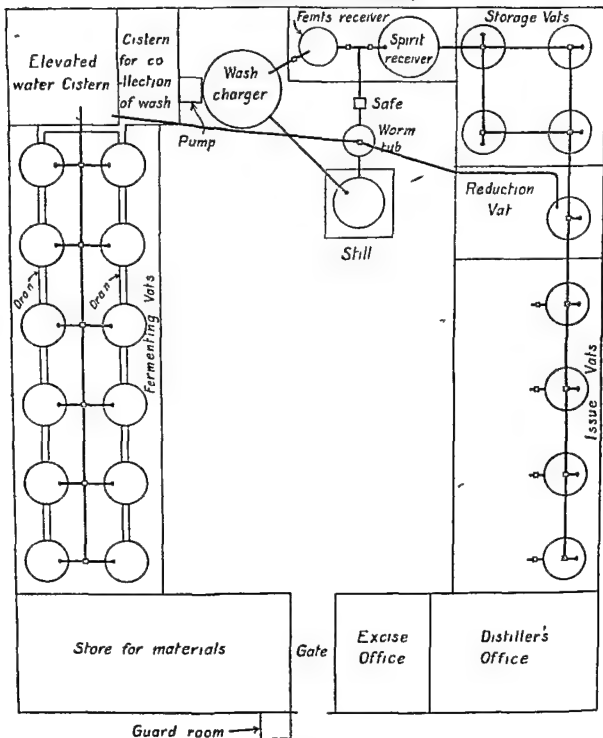 Feints receiver
Storage Vats
Elevated
water Cistern
Cistern
for co
llection
of wash
Wash
charger
Spirit
receiver
Safe
Pump
Worm
tub
Reduction
Vat
Still
Drain
Drain
Fermenting Vats
Issue Vats
Store for materials
Gate
Excise
Office
Distiller's
Office
Guard room